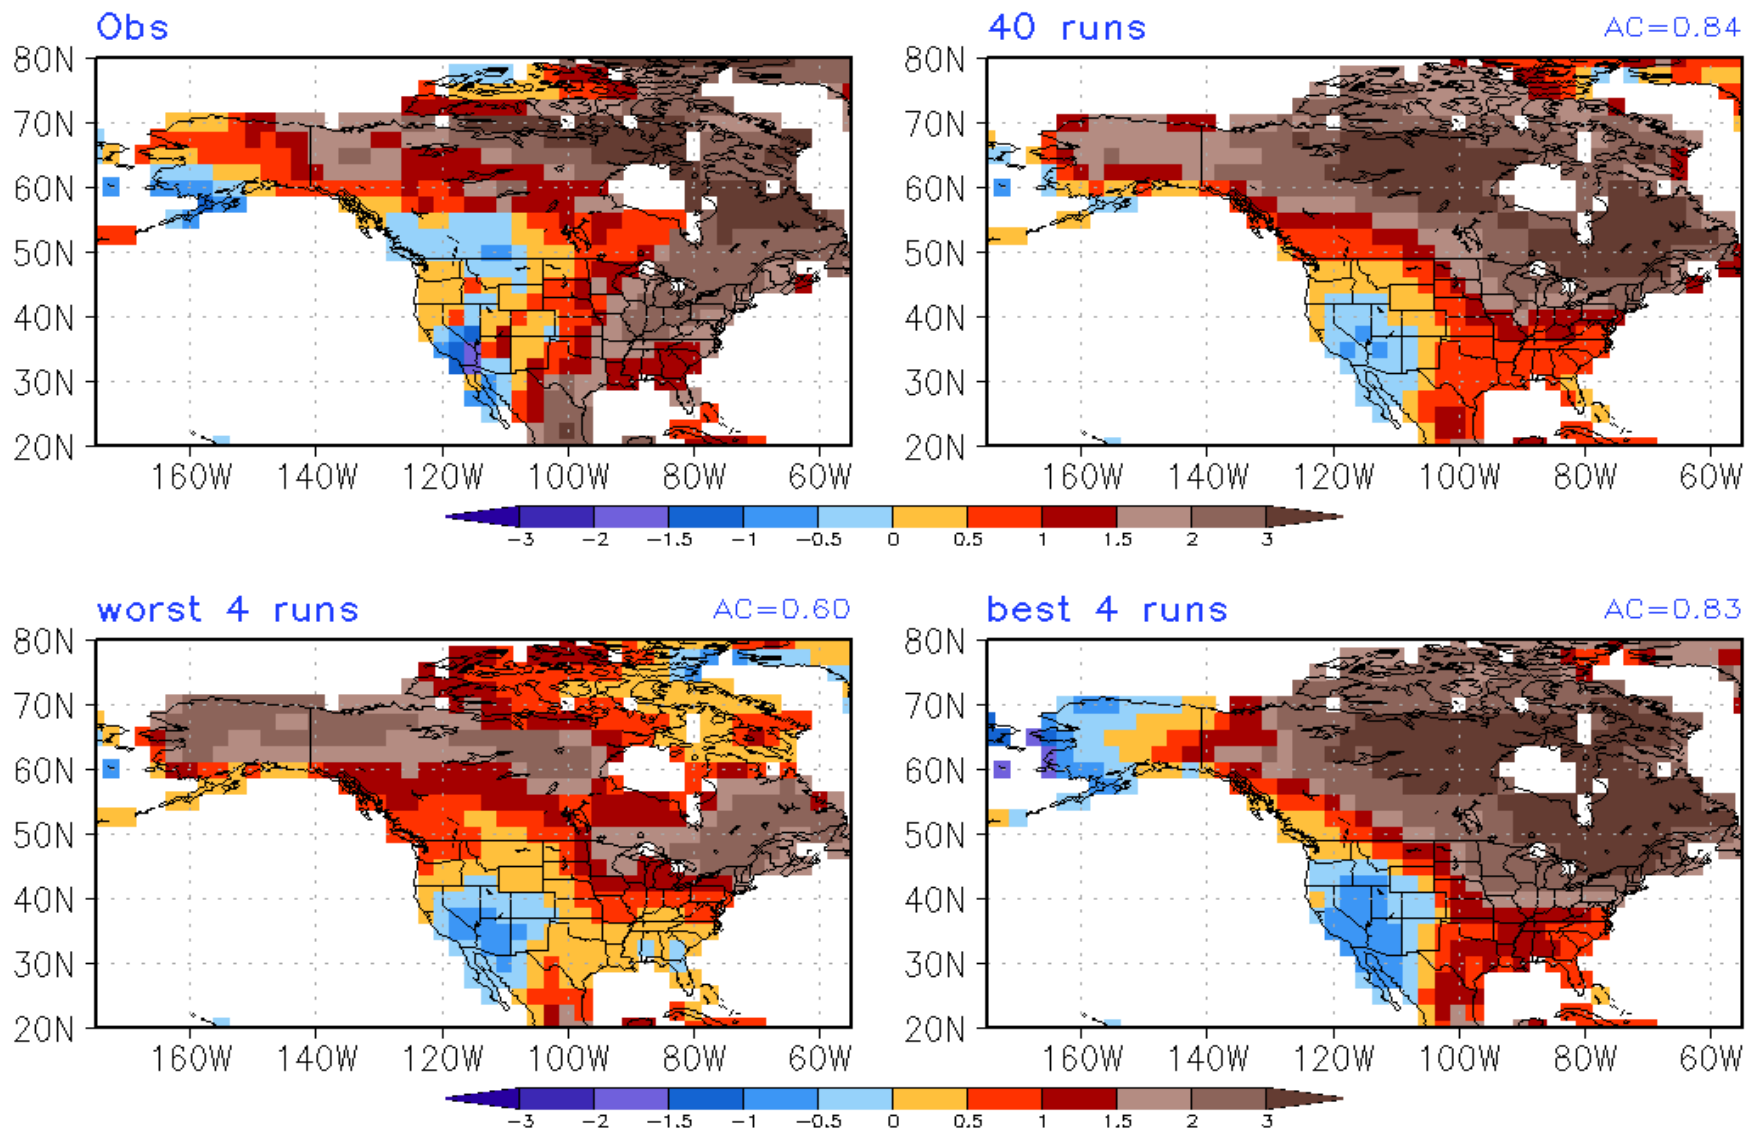 Obs
40 runs AC=0.84
80N 80N
70N 70N
60N 60N
50N 50N
40N 40N
30N 30N
20N 20N
160W 140W 120W 100W 80W 60W 160W 140W 120W 100W 80W 60W
-3 -2 -1.5 -1 -0.5 0 0.5 1 1.5 2 3
worst 4 runs AC=0.60
best 4 runs AC=0.83
80N 80N
70N 70N
60N 60N
50N 50N
40N 40N
30N 30N
20N 20N
160W 140W 120W 100W 80W 60W 160W 140W 120W 100W 80W 60W
-3 -2 -1.5 -1 -0.5 0 0.5 1 1.5 2 3